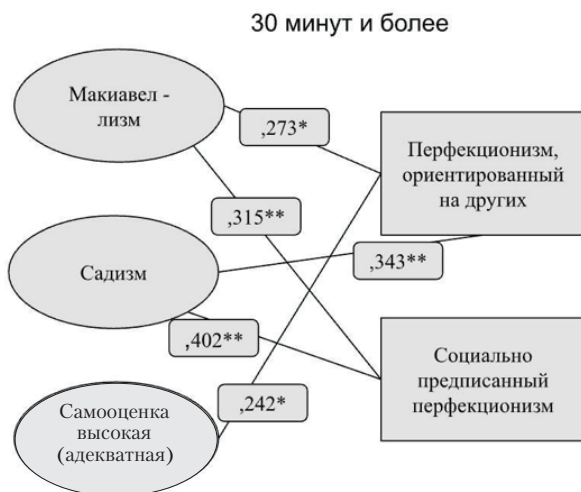 30 минут и более
Макиавел -
лизм
,273*
Перфекционизм,
ориентированный
на других
,315**
Садизм
,343**
,402**
Социально
предписанный
перфекционизм
,242*
Самооценка
высокая
(адекватная)